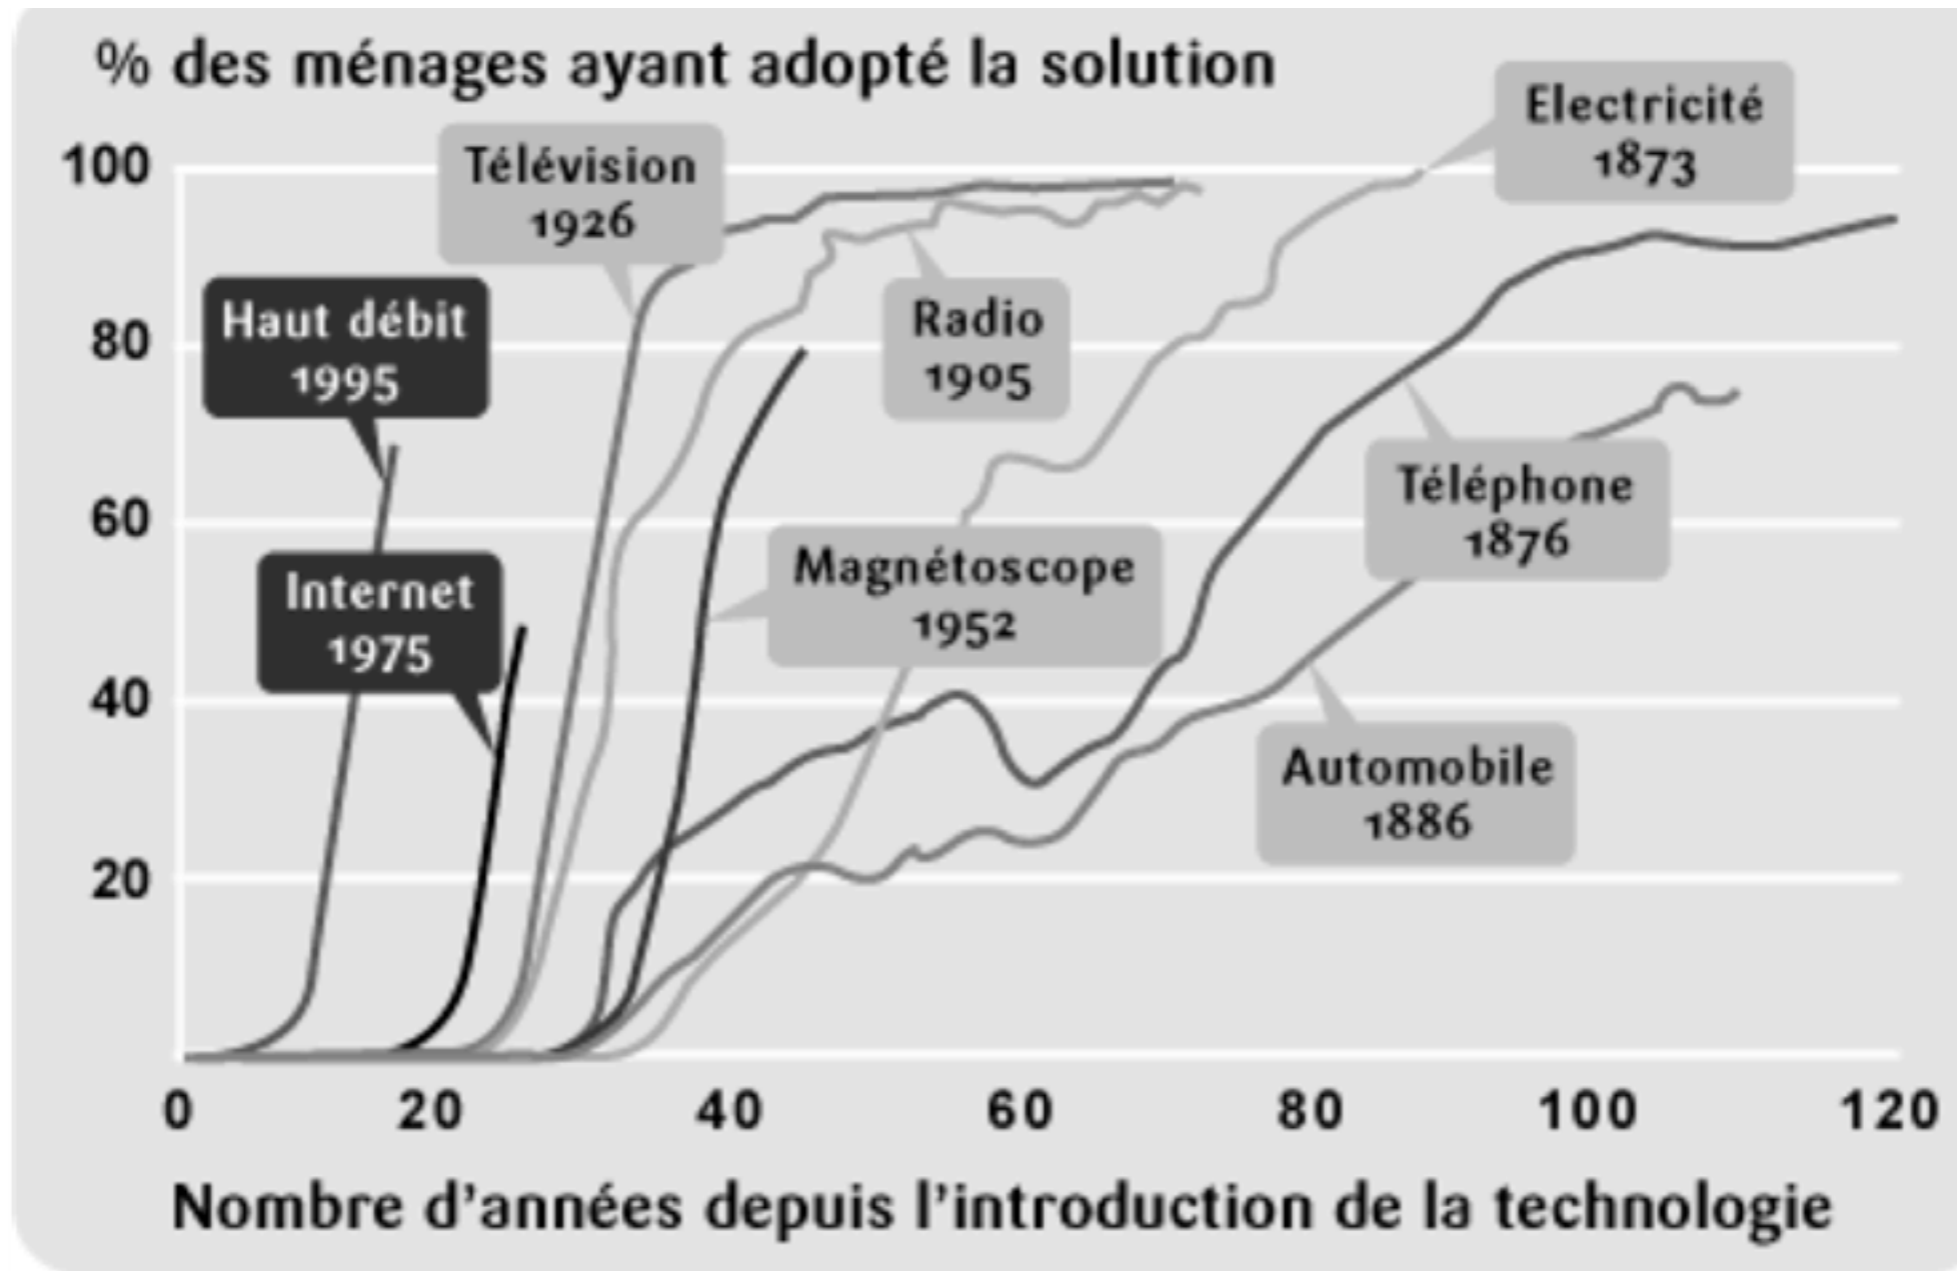 % des ménages ayant adopté la solution
Electricité
1873
100
Télévision
1926
Haut débit
1995
Radio
1905
80
Téléphone
1876
60
Magnétoscope
1952
Internet
1975
40
Automobile
1886
20
0 20 40 60 80 100 120
Nombre d'années depuis l'introduction de la technologie